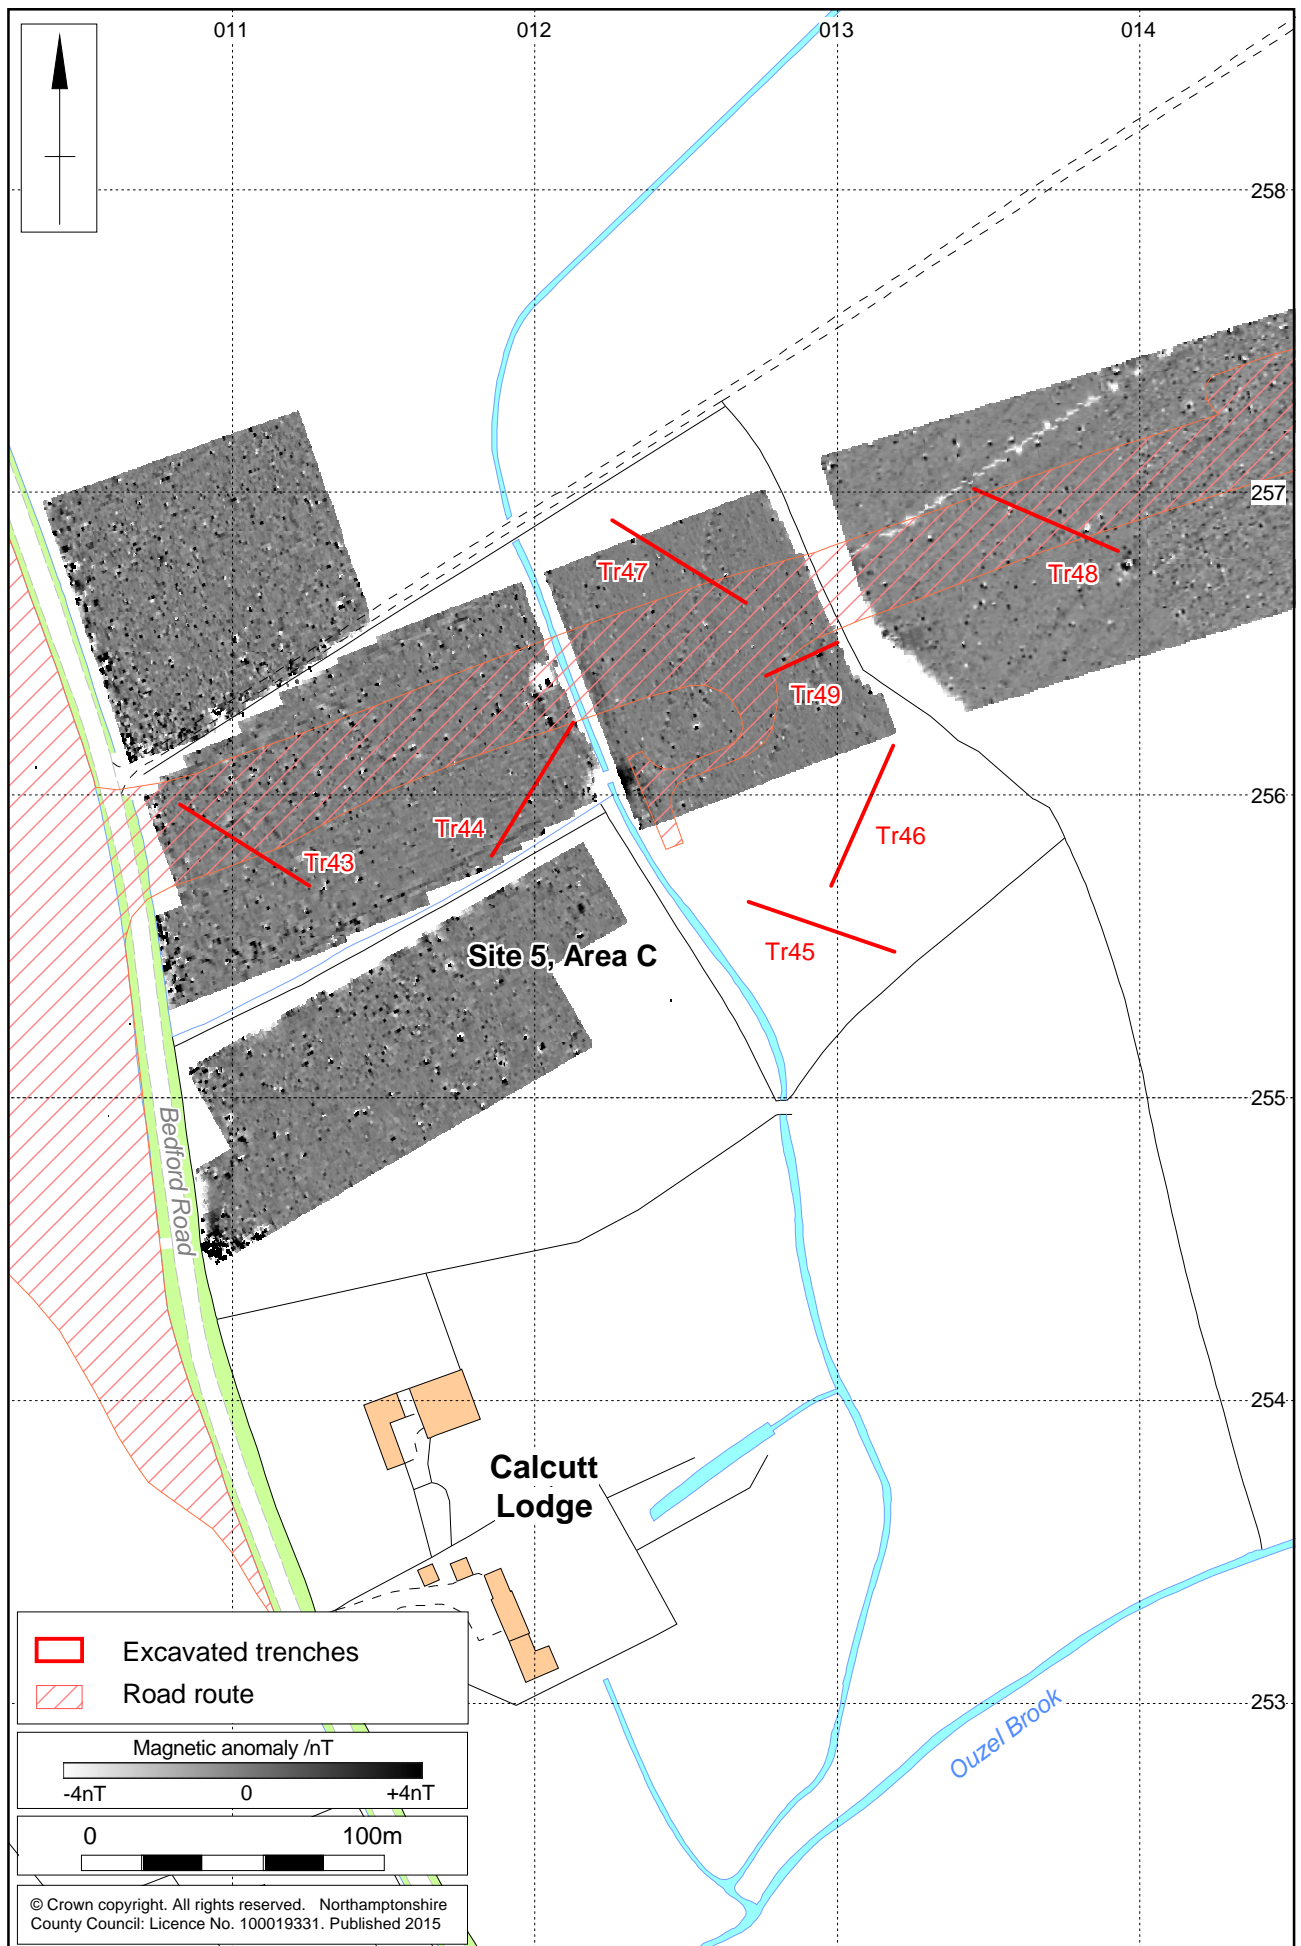 011
012
013
014
258
257
Tr47
Tr48
Tr49
256
Tr44
Tr46
Tr43
Tr45
Site 5, Area C
255
Bedford Road
254
Calcutt
Lodge
253
Ouzel Brook
Excavated trenches
Road route
Magnetic anomaly /nT
-4nT 0 +4nT
0 100m
© Crown copyright. All rights reserved. Northamptonshire
County Council: Licence No. 100019331. Published 2015